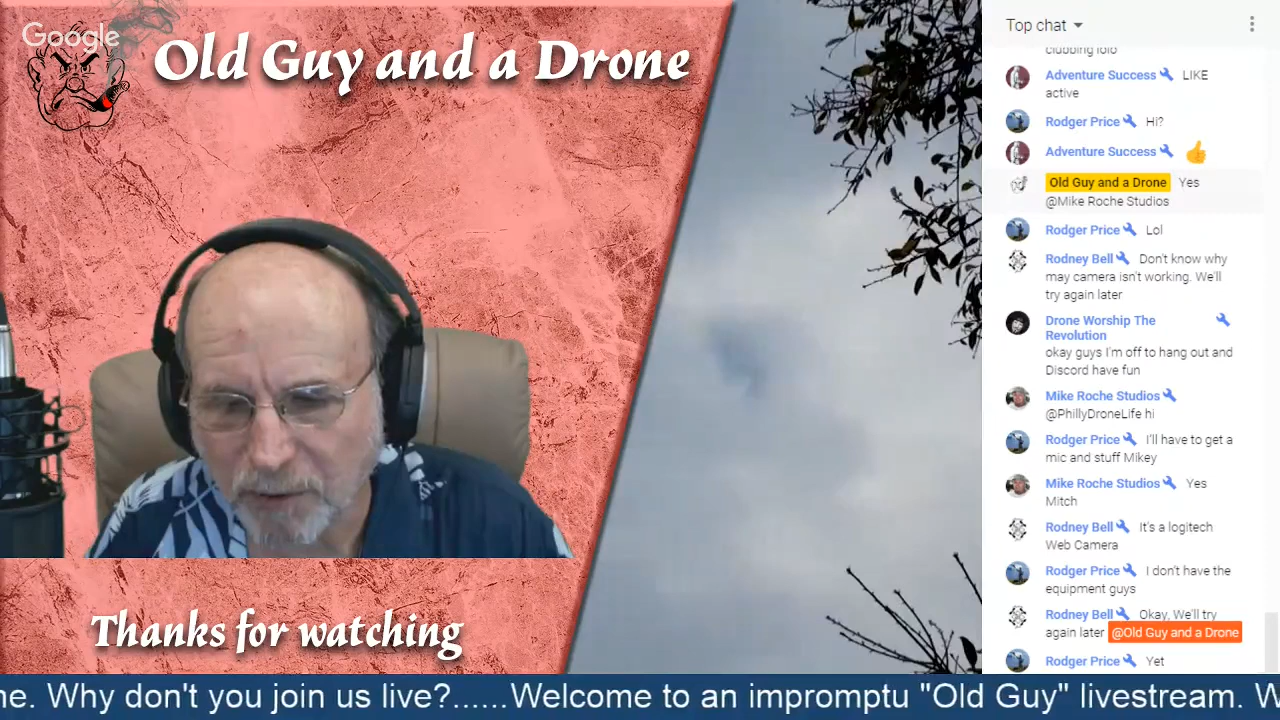 Google
Old Guy and a Drone
Thanks for watching
Top chat
clubbing lolo
Adventure Success LIKE
active
Rodger Price Hi?
Adventure Success
Old Guy and a Drone Yes
@Mike Roche Studios
Rodger Price Lol
Rodney Bell Don't know why
may camera isn't working. We'll
try again later
Drone Worship The
Revolution
okay guys I'm off to hang out and
Discord have fun
Mike Roche Studios
@PhillyDroneLife hi
Rodger Price I'll have to get a
mic and stuff Mikey
Mike Roche Studios Yes
Mitch
Rodney Bell It's a logitech
Web Camera
Rodger Price I don't have the
equipment guys
Rodney Bell Okay, We'll try
again later @Old Guy and a Drone
Rodger Price Yet
ne. Why don't you join us live?......Welcome to an impromptu "Old Guy" livestream. W